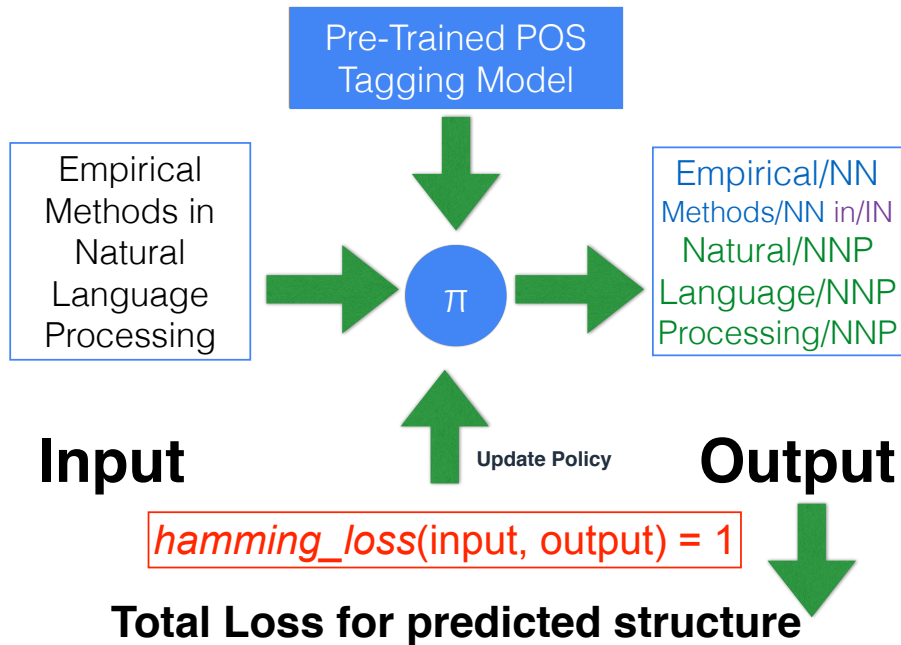 Pre-Trained POS
Tagging Model
Empirical
Methods in
Natural
Language
Processing
π
Empirical/NN
Methods/NN in/IN
Natural/NNP
Language/NNP
Processing/NNP
Input
Update Policy
Output
hamming_loss(input, output) = 1
Total Loss for predicted structure